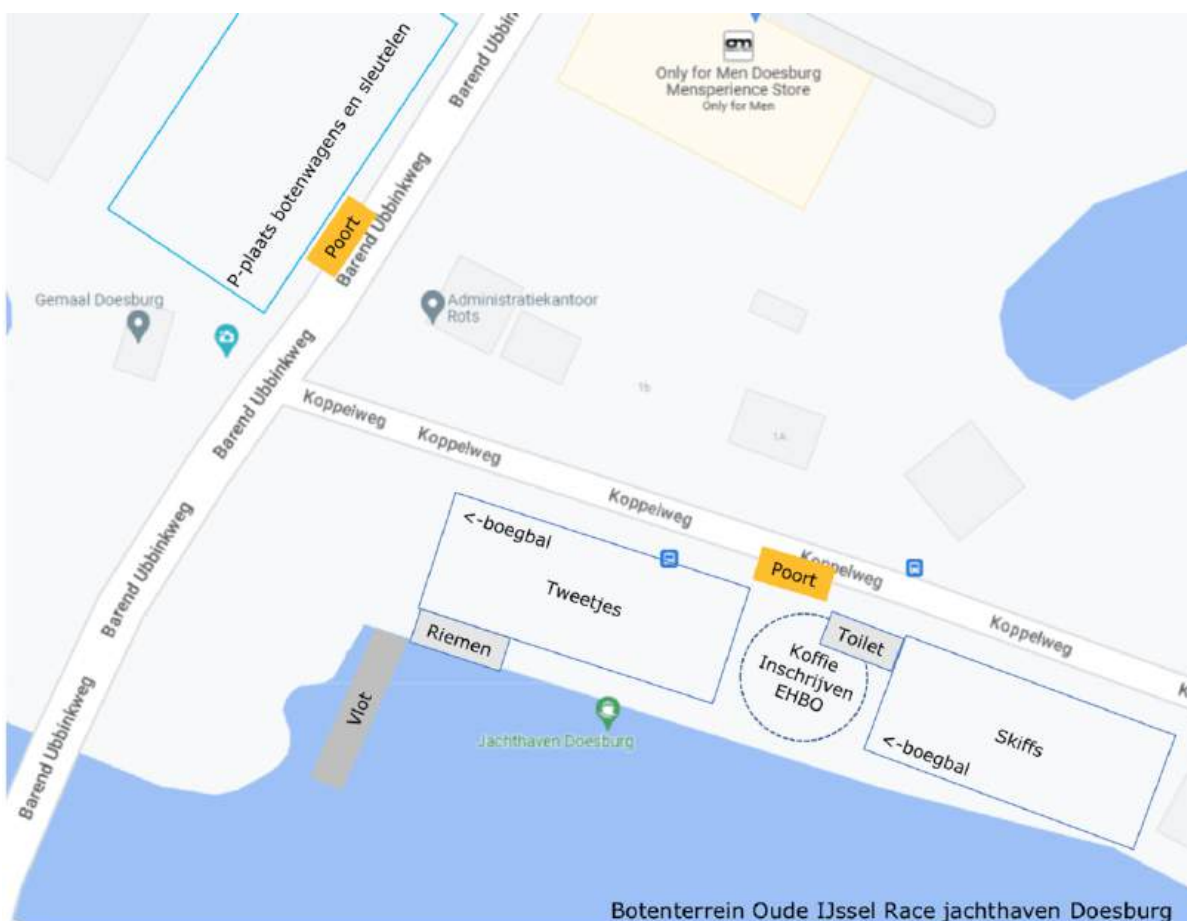 P-plaats botenwagens en sleutelen
Barend Ubbinkweg
Only for Men Doesburg
Mensperience Store
Only for Men
Barend Ubbinkweg
Poort
Barend Ubbinkweg
Gemaal Doesburg
Administratiekantoor
Rots
Barend Ubbinkweg
1b
Koppelweg
Koppelweg
1A
Koppelweg
<-boegbal
Tweetjes
Koppelweg
Poort
Barend Ubbinkweg
Riemen
Toilet
Koppelweg
Koffie
Inschrijven
EHBO
Vlot
Jachthaven Doesburg
<-boegbal
Skiffs
Barend Ubbinkweg
Botenterrein Oude IJssel Race jachthaven Doesburg